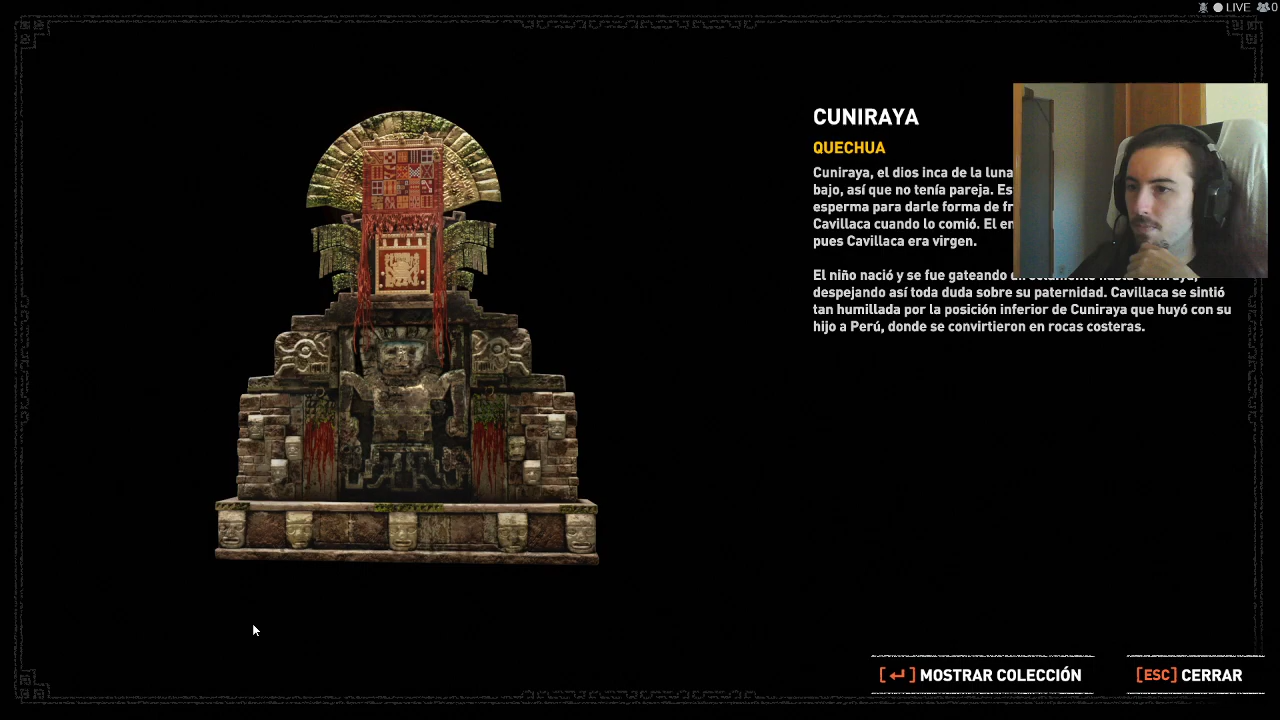 LIVE 0
CUNIRAYA
QUECHUA
Cuniraya, el dios inca de la luna
bajo, así que no tenía pareja.
esperma para darle forma de
Cavillaca cuando lo comió. El
pues Cavillaca era virgen.
El niño nació y se fue gateando
despejando así toda duda sobre su paternidad. Cavillaca se sintió
tan humillada por la posición inferior de Cuniraya que huyó con su
hijo a Perú, donde se convirtieron en rocas costeras.
[↵] MOSTRAR COLECCIÓN
[ESC] CERRAR